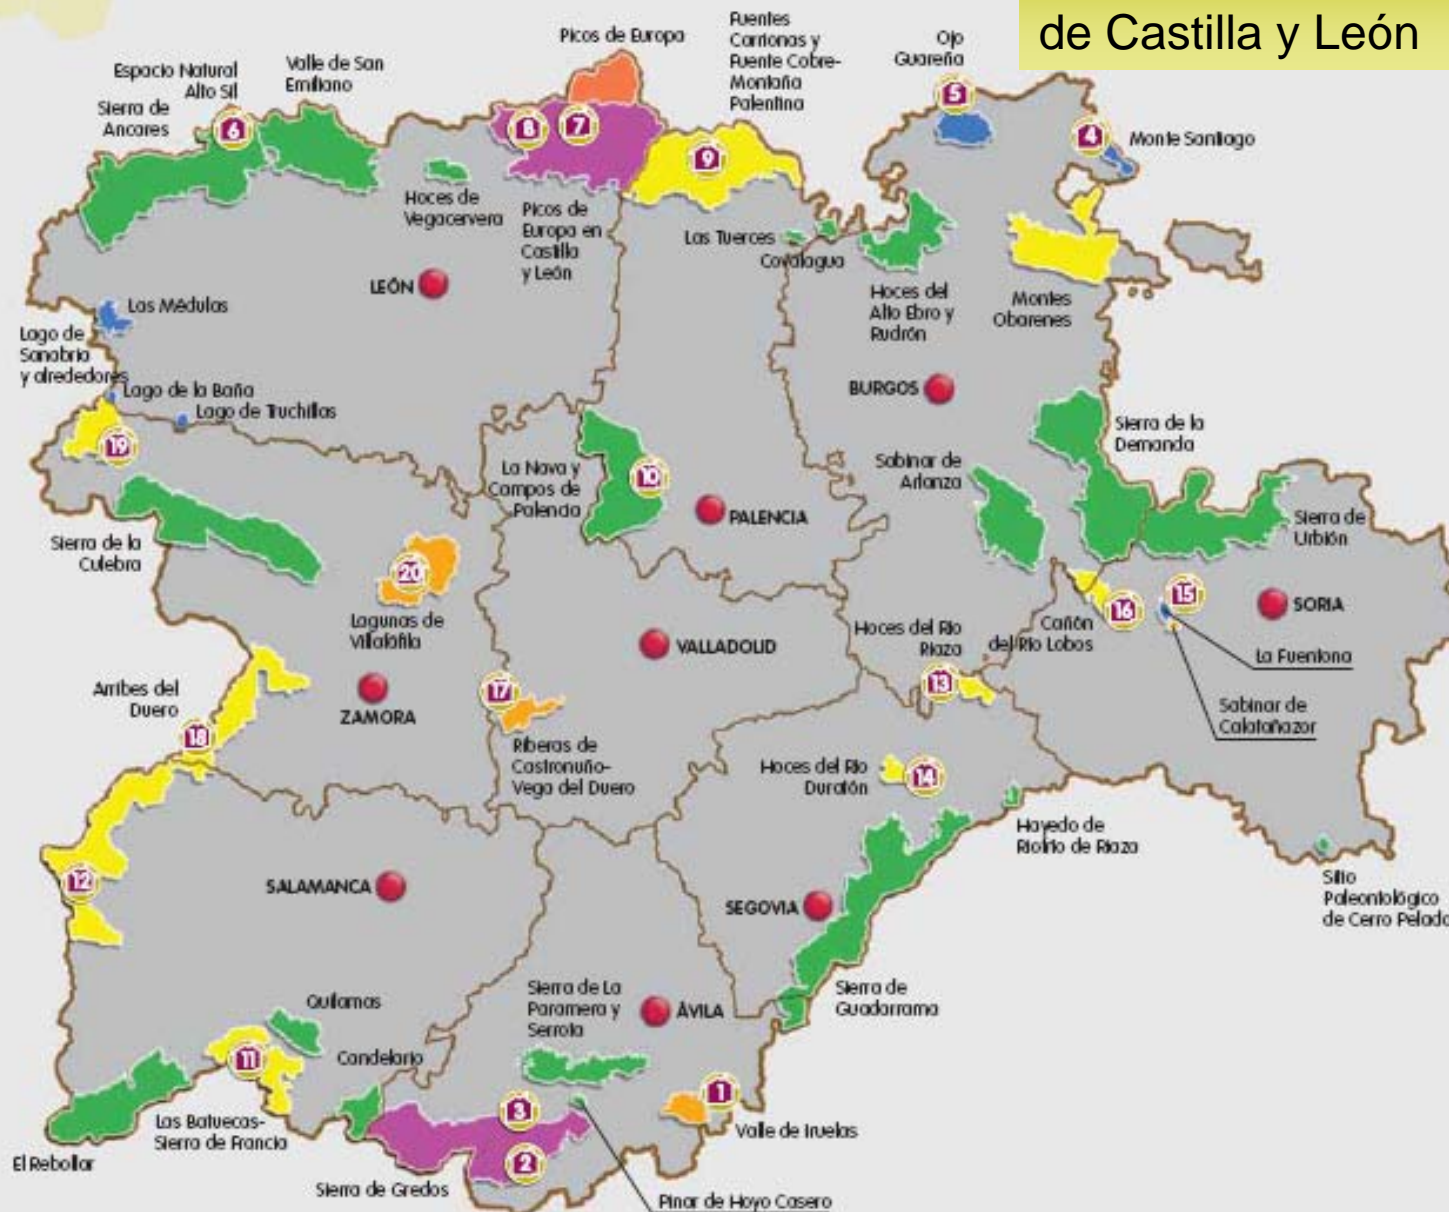 de Castilla y León
Picos de Europa
Fuentes
Carrionas y
Fuente Cobre-
Montaña
Palentina
Ojo
Guareña
Espacio Natural
Alto Sil
Valle de San
Emiliano
Sierra de
Ancares
6
8
7
9
5
4
Monte Santiago
Hoces de
Vegacervera
Picos de
Europa en
Castilla
y León
Las Tuerces
Covalagua
LEÓN
Hoces del
Alto Ebro y
Rudrón
Montes
Obarenes
Las Médulas
Lago de
Sanabria
y alrededores
Lago de la Baña
Lago de Truchillas
19
BURGOS
Sierra de la
Demanda
La Nava y
Campos de
Palencia
10
PALENCIA
Sabinar de
Arlanza
Sierra de
Urbión
Sierra de la
Culebra
20
Lagunas de
Villafáfila
VALLADOLID
Hoces del Río
Riaza
Cañón
del Río Lobos
16
15
SORIA
La Fuentona
Sabinar de
Calatañazor
Arribes del
Duero
18
ZAMORA
17
Riberas de
Castronuño-
Vega del Duero
13
Hoces del Río
Duratón
14
Hayedo de
Riofrío de Riaza
Sitio
Paleontológico
de Cerro Pelado
12
SALAMANCA
SEGOVIA
Sierra de
Guadarrama
Quilamas
Sierra de La
Paramera y
Serrota
ÁVILA
11
Candelario
Las Batuecas-
Sierra de Francia
El Rebollar
3
2
1
Valle de Iruelas
Sierra de Gredos
Pinar de Hoyo Casero